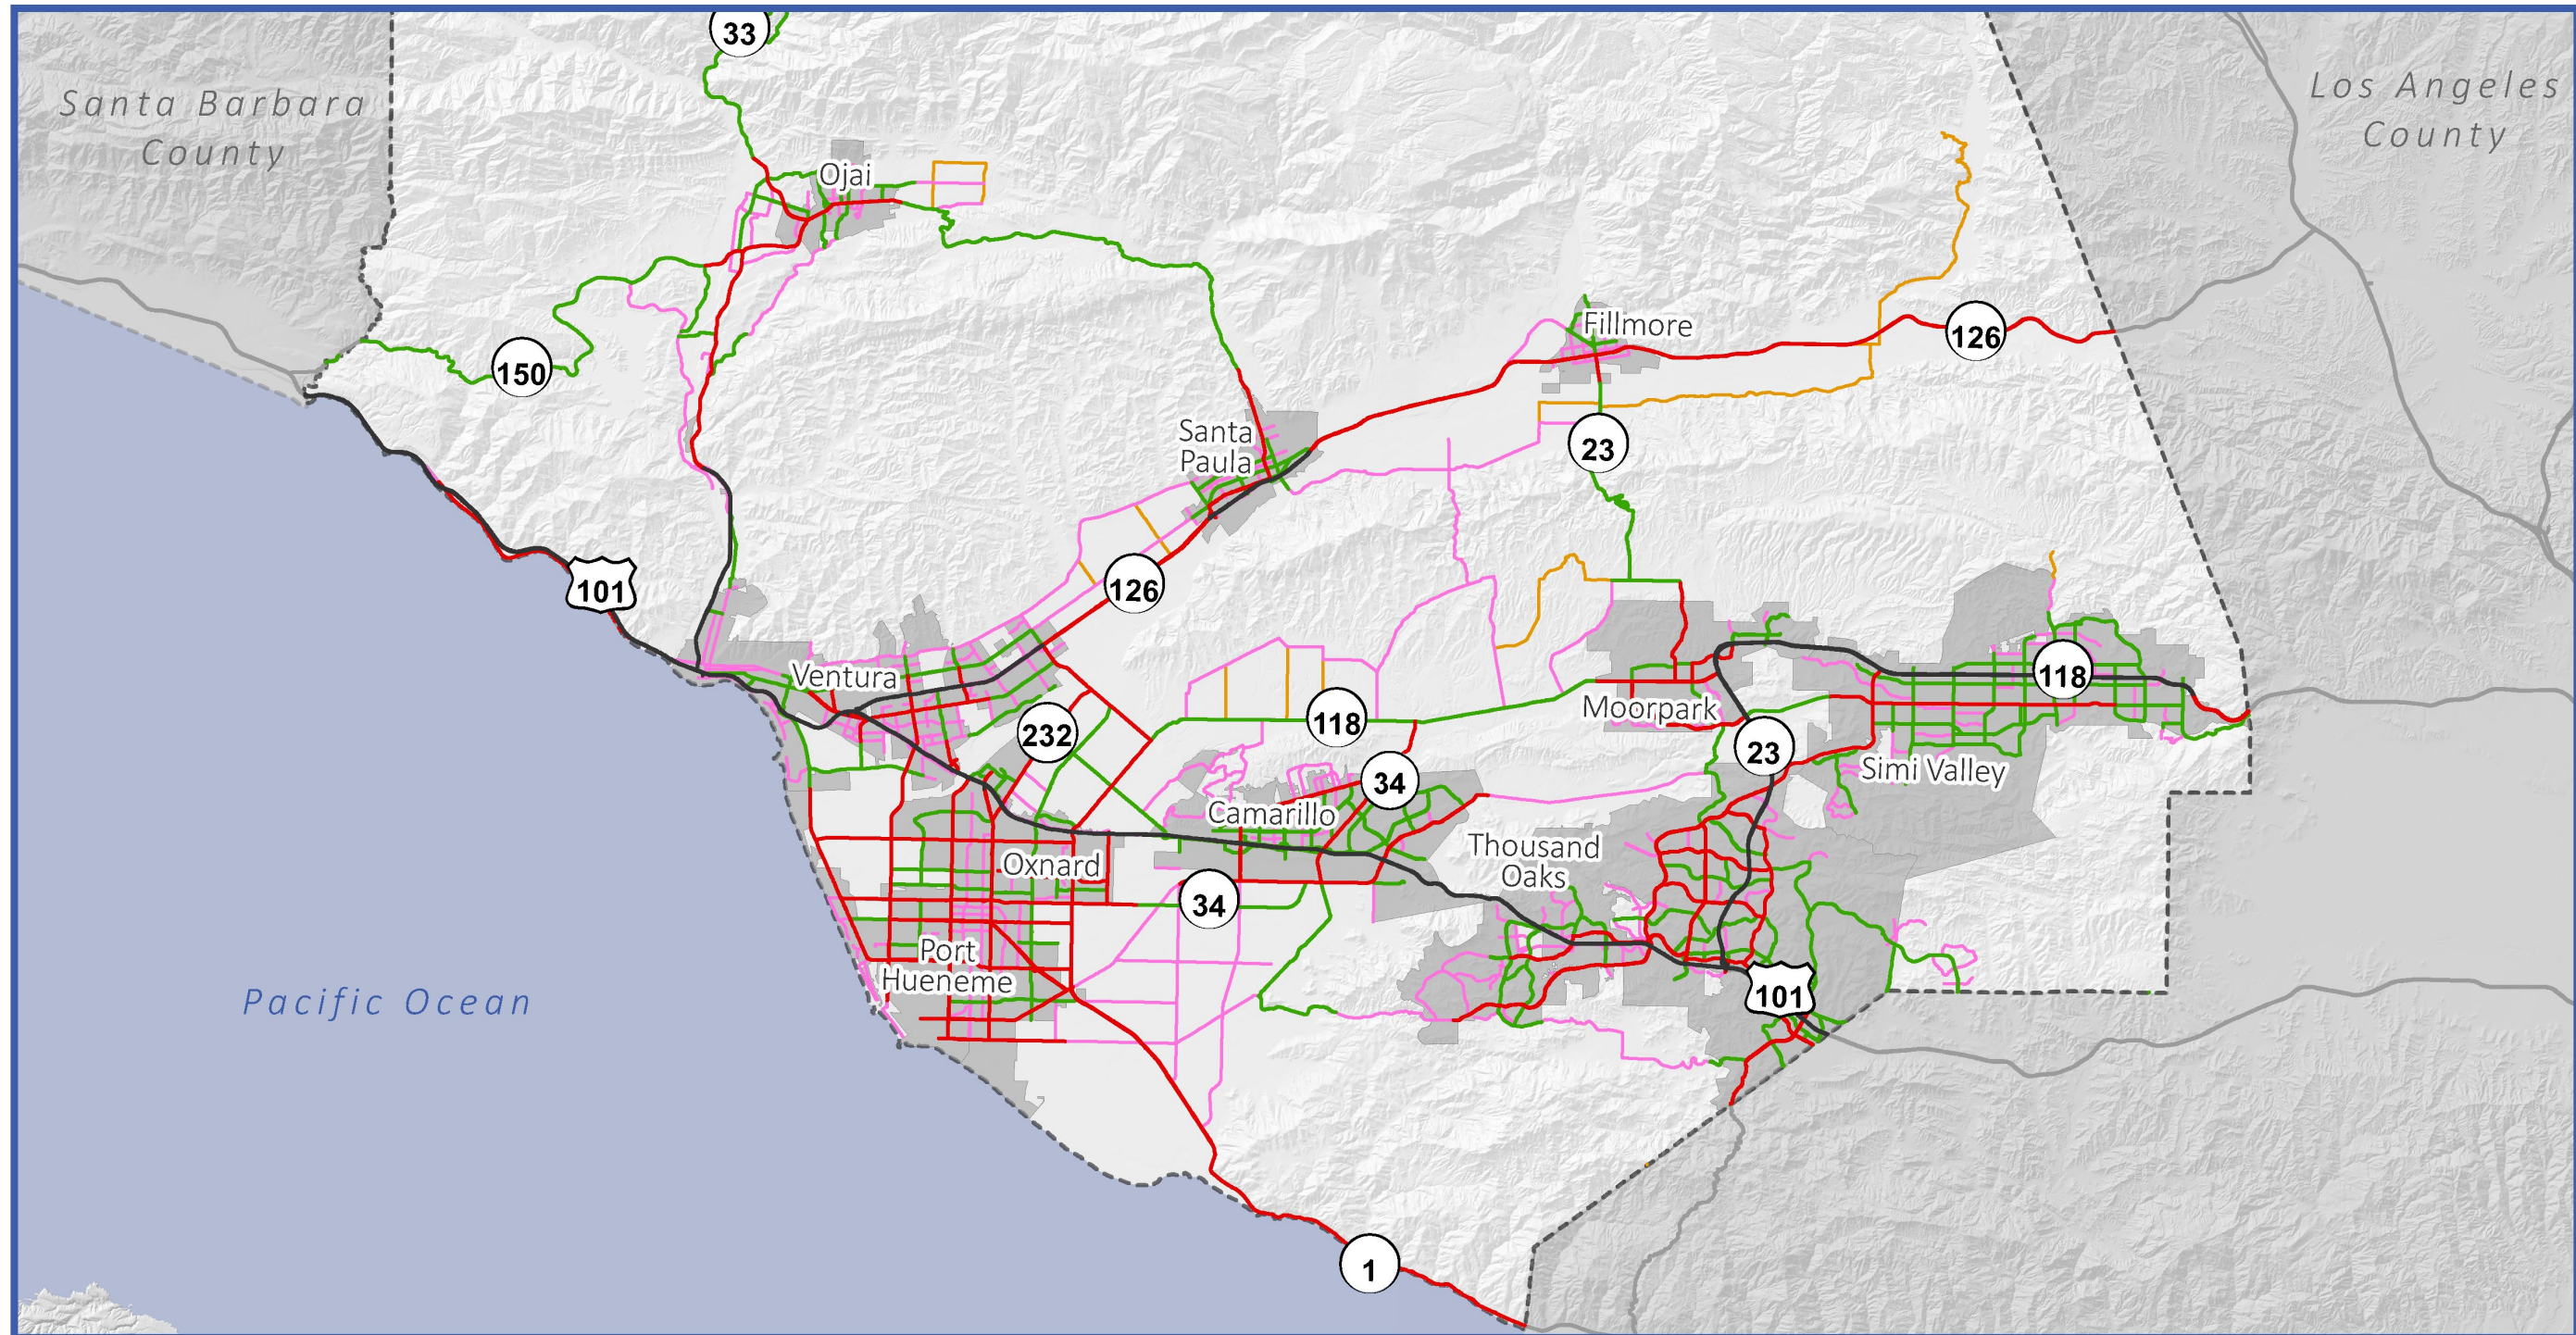 33
Santa Barbara
County
Los Angeles
County
Ojai
Fillmore
126
150
23
Santa
Paula
101
126
Ventura
118
232
118
Moorpark
23
34
Simi Valley
Camarillo
Thousand
Oaks
Oxnard
34
Port
Hueneme
101
Pacific Ocean
1